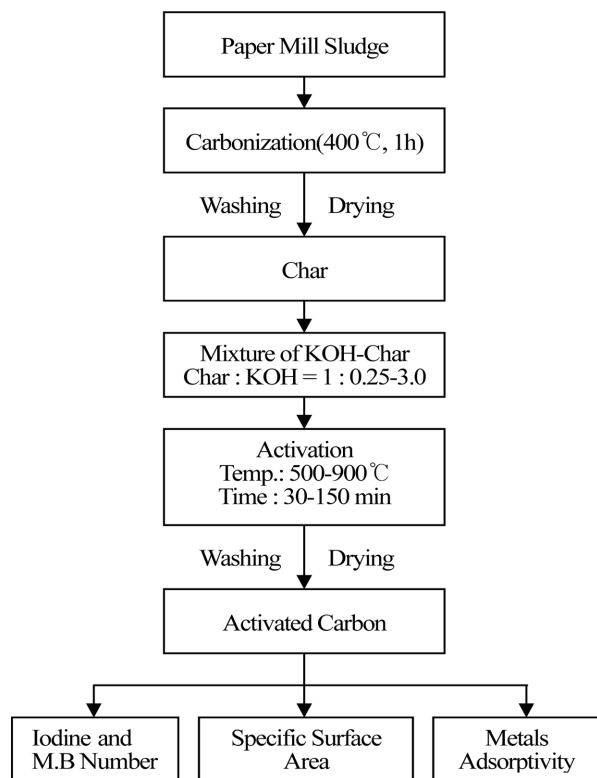 Paper Mill Sludge
Carbonization(400℃, 1h)
Washing Drying
Char
Mixture of KOH-Char
Char : KOH = 1 : 0.25-3.0
Activation
Temp.: 500-900℃
Time : 30-150 min
Washing Drying
Activated Carbon
Iodine and
M.B Number
Specific Surface
Area
Metals
Adsorptivity